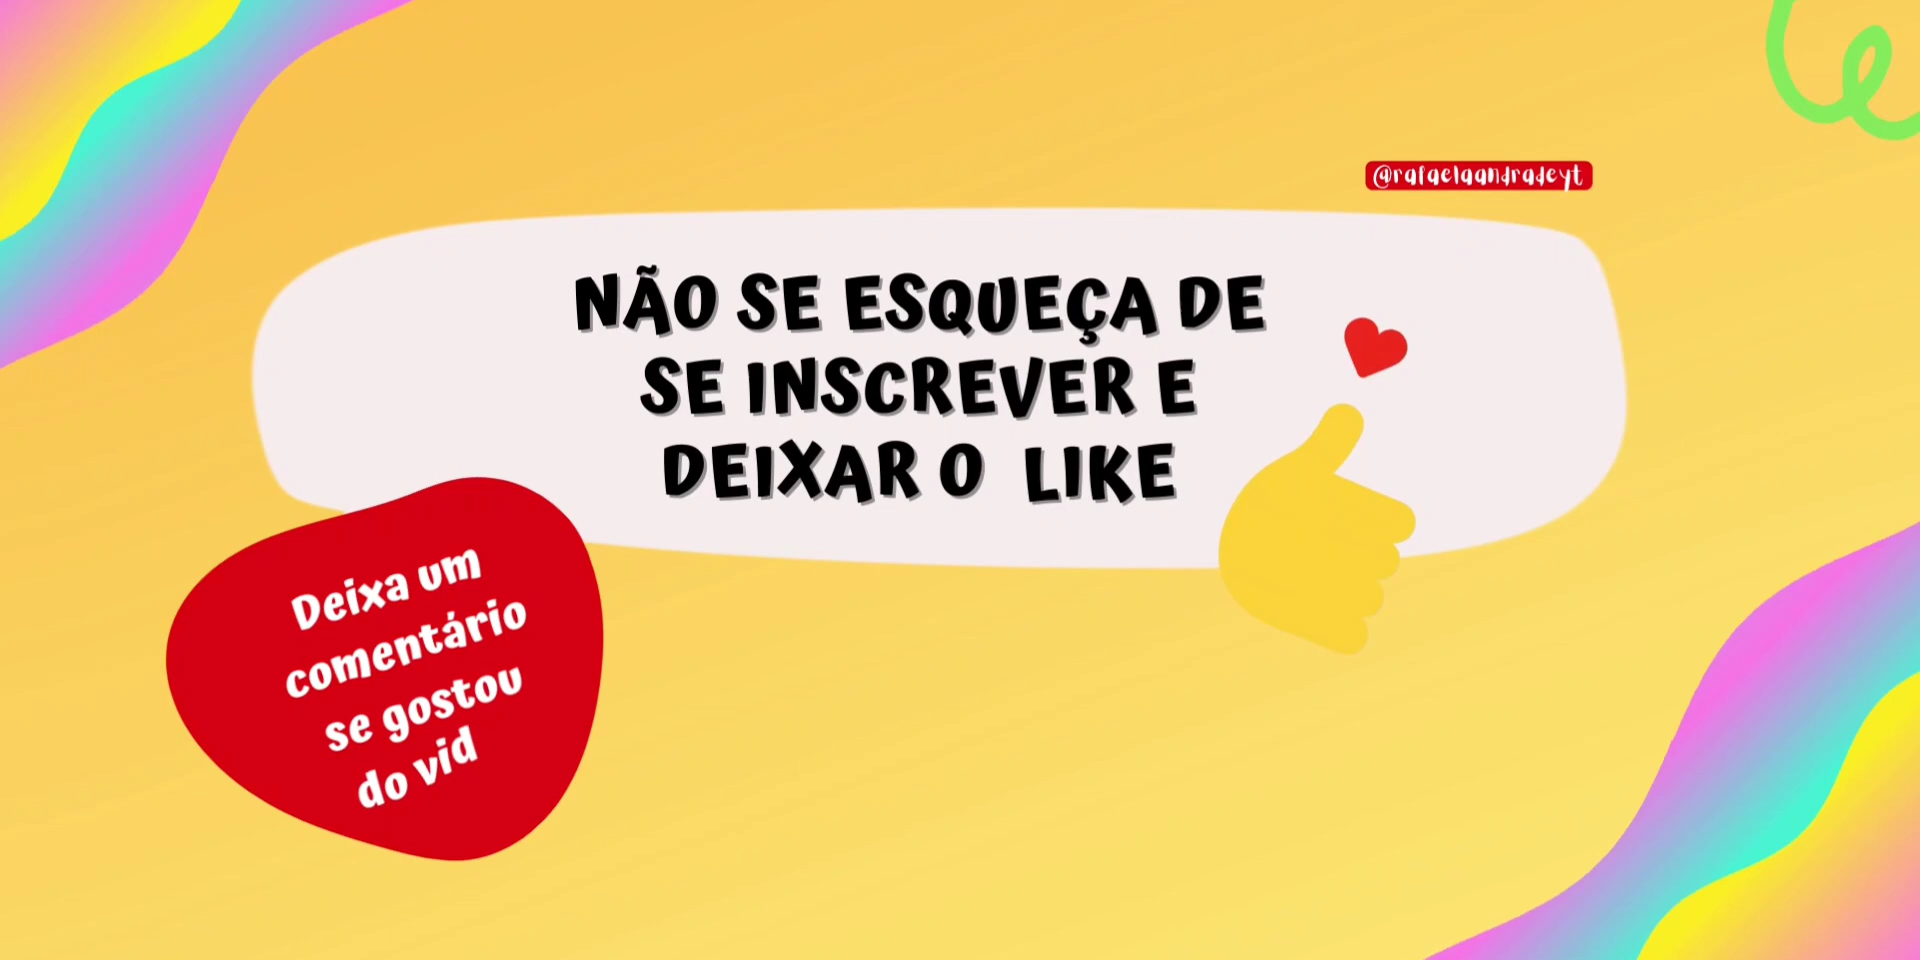 @rafaelaandradeyt
NÃO SE ESQUEÇA DE
SE INSCREVER E
DEIXAR O LIKE
Deixa um
comentário
se gostou
do vid